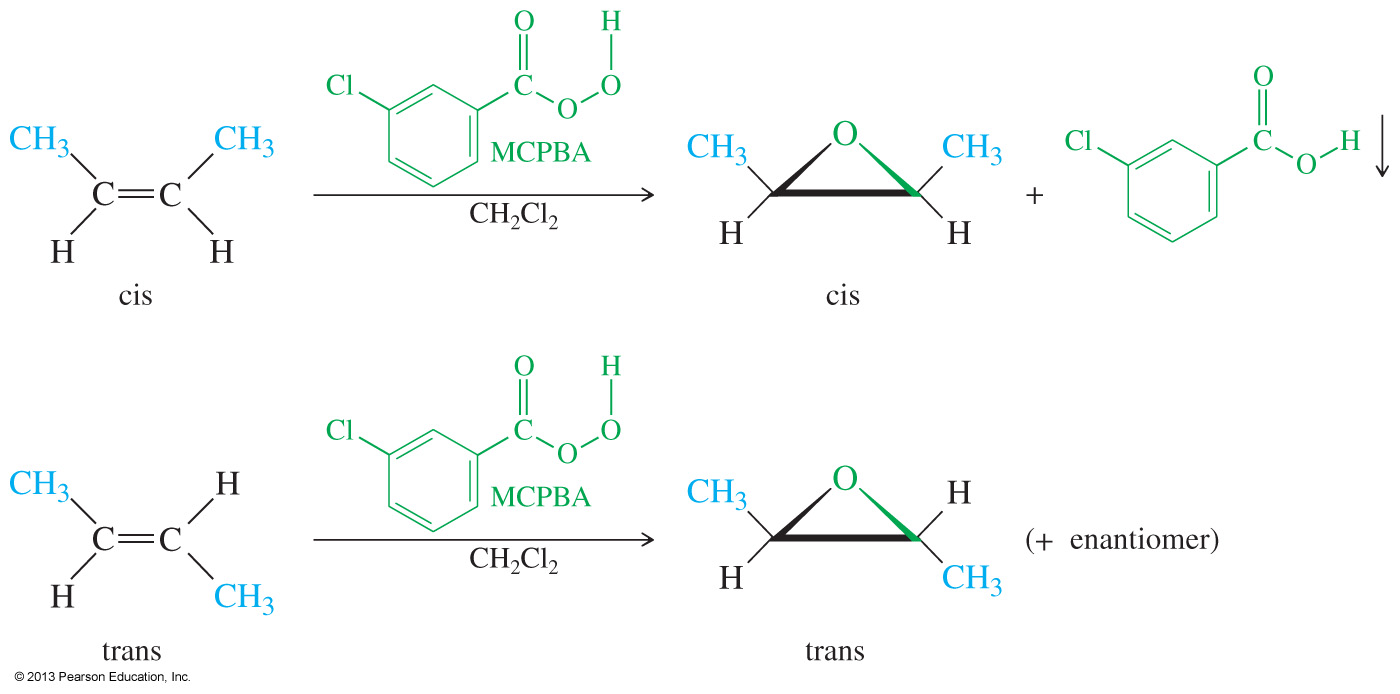 O H
Cl C O
O
CH3 CH3 MCPBA
C=C
H H
CH2Cl2
cis
O
CH3 CH3
H H
cis
+
O
Cl C H
O
O H
Cl C O
O
CH3 H MCPBA
C=C
H CH3
CH2Cl2
trans
O
CH3 H
H CH3
trans
(+ enantiomer)
© 2013 Pearson Education, Inc.